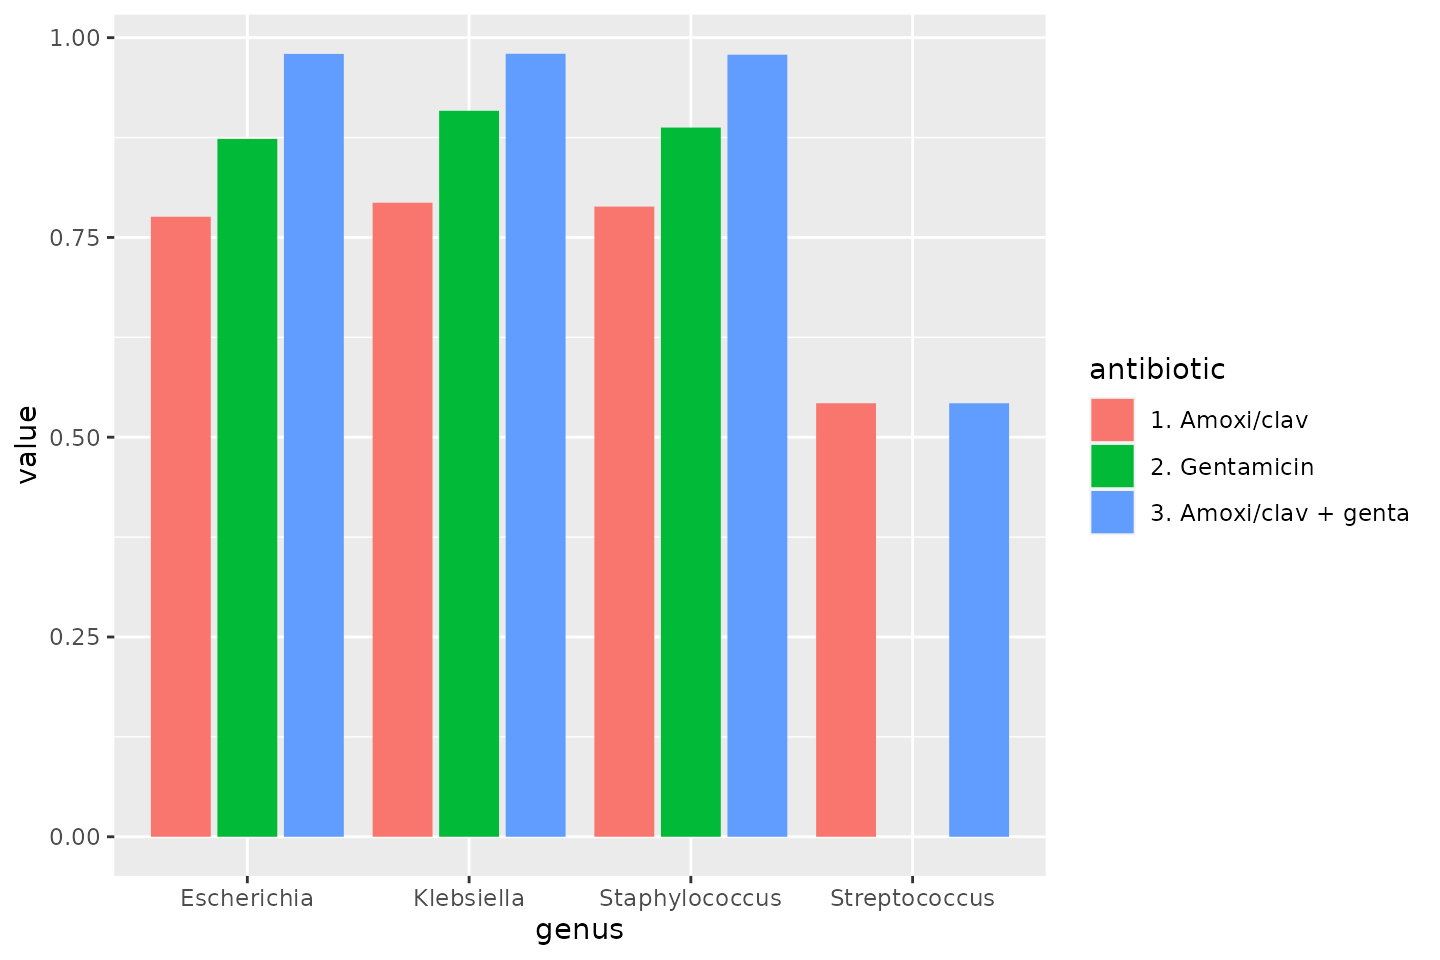 value
1.00
0.75
0.50
0.25
0.00
Escherichia Klebsiella Staphylococcus Streptococcus
genus
antibiotic
1. Amoxi/clav
2. Gentamicin
3. Amoxi/clav + genta